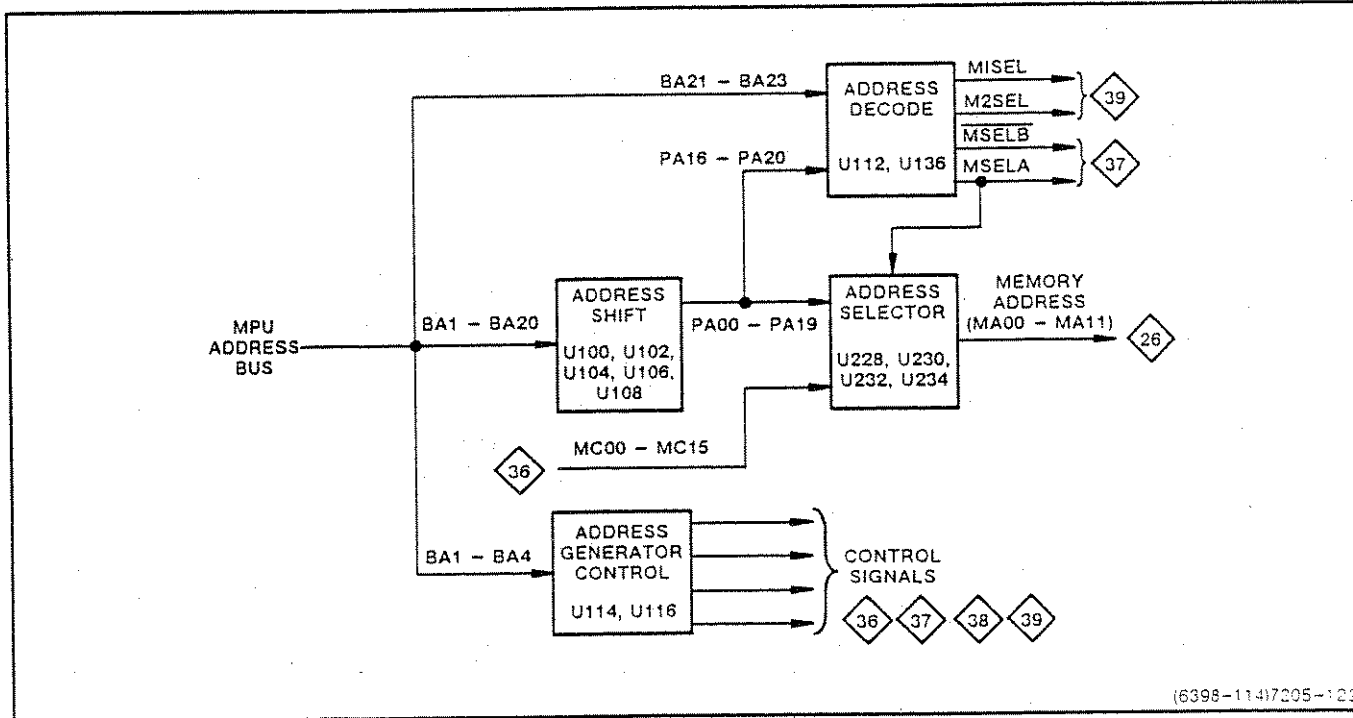 BA21 – BA23
ADDRESS
DECODE
U112, U136
MISEL
M2SEL
MSELB
MSELA
39
37
PA16 – PA20
MPU
ADDRESS
BUS
BA1 – BA20
ADDRESS
SHIFT
U100, U102,
U104, U106,
U108
PA00 – PA19
ADDRESS
SELECTOR
U228, U230,
U232, U234
MEMORY
ADDRESS
(MA00 – MA11)
26
36
MC00 – MC15
BA1 – BA4
ADDRESS
GENERATOR
CONTROL
U114, U116
CONTROL
SIGNALS
36 37 38 39